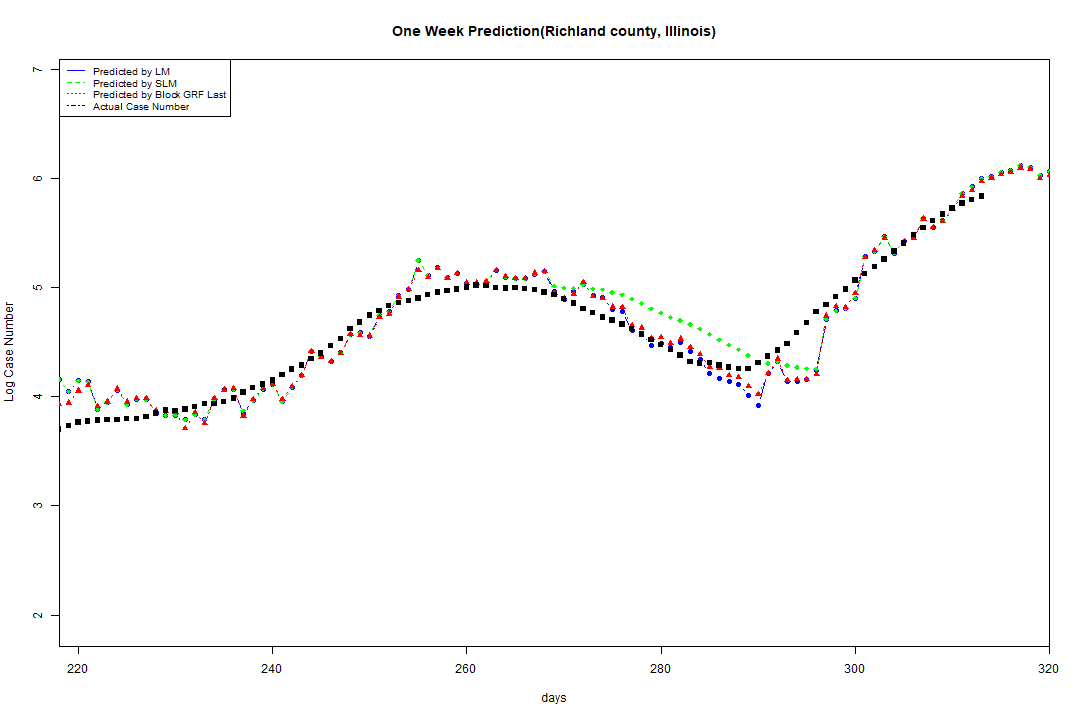 One Week Prediction(Richland county, Illinois)
Predicted by LM
Predicted by SLM
Predicted by Block GRF Last
Actual Case Number
7
6
5
4
3
2
Log Case Number
220 240 260 280 300 320
days